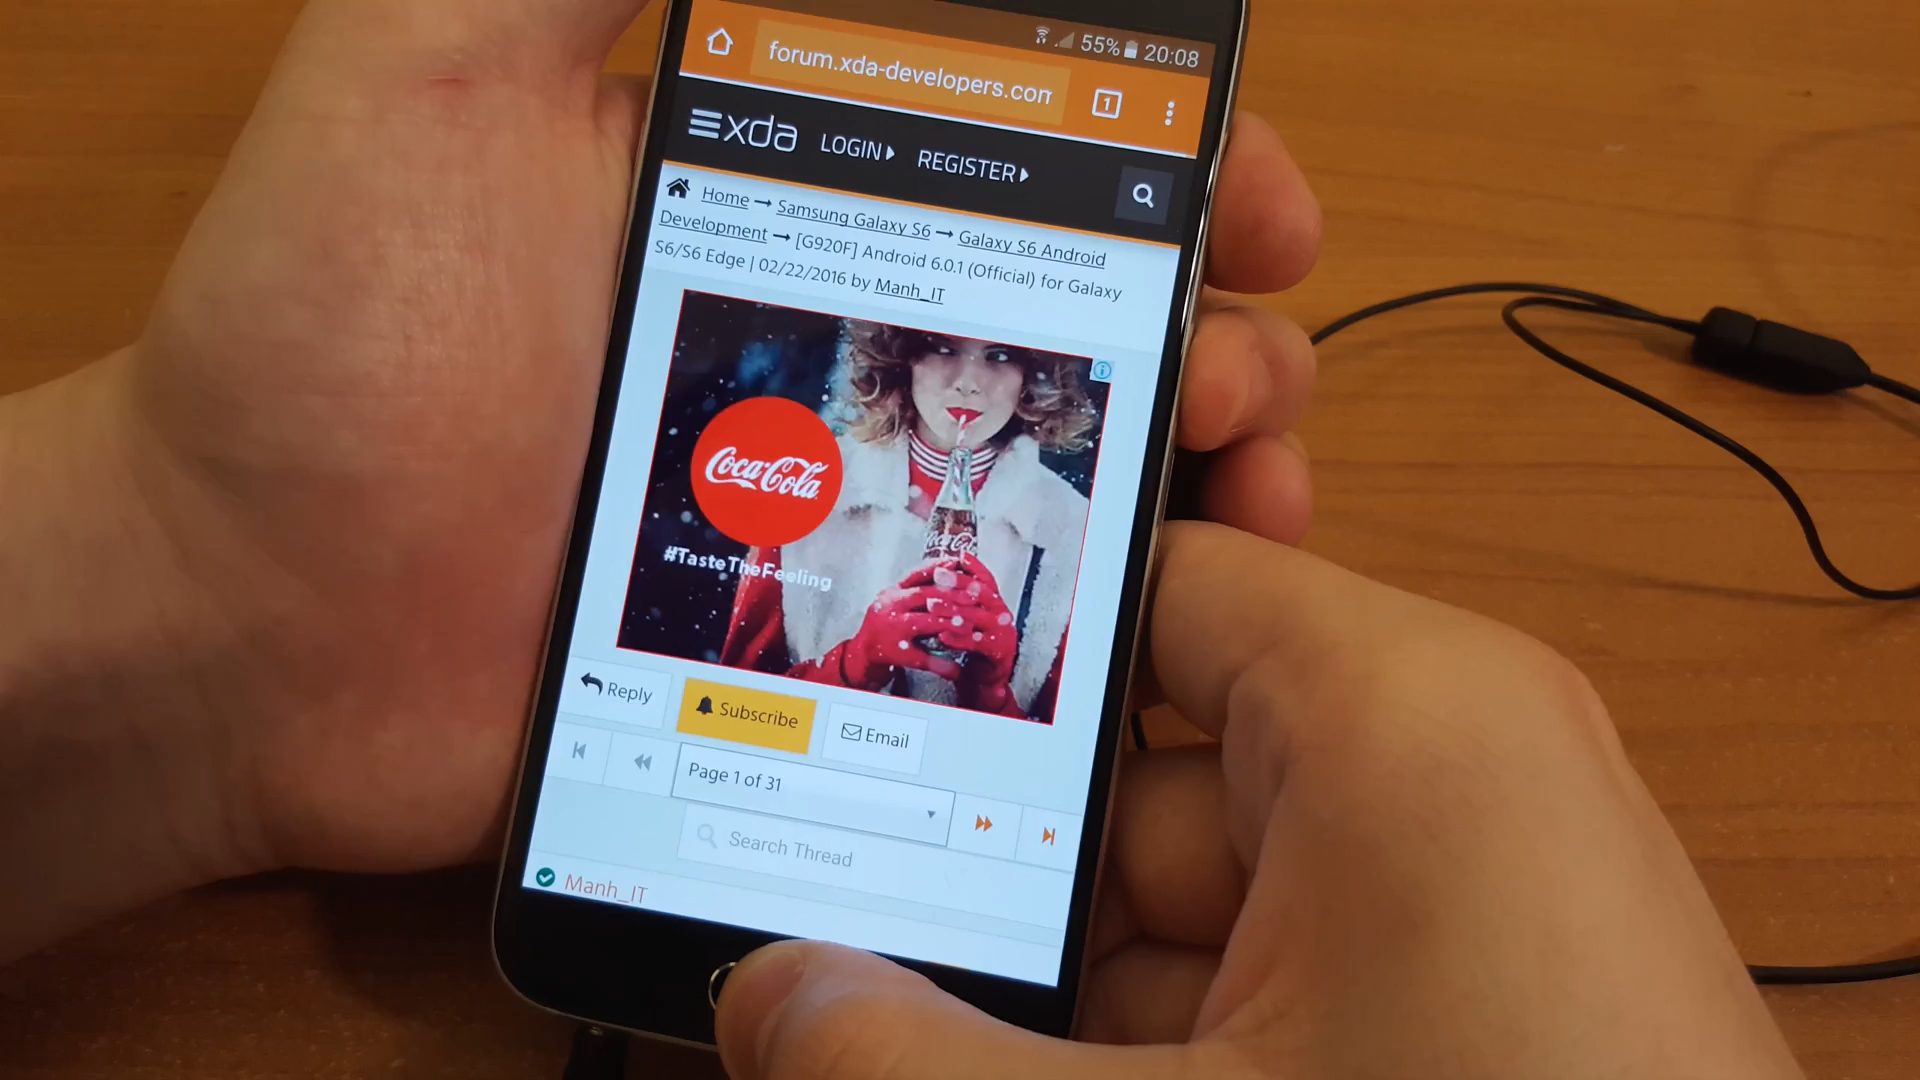 55% 20:08
forum.xda-developers.com
1
xda LOGIN REGISTER
Home → Samsung Galaxy S6 → Galaxy S6 Android
Development → [G920F] Android 6.0.1 (Official) for Galaxy
S6/S6 Edge | 02/22/2016 by Manh_IT
Coca-Cola
Coca-Cola
#TasteTheFeeling
Reply Subscribe Email
Page 1 of 31
Search Thread
Manh_IT